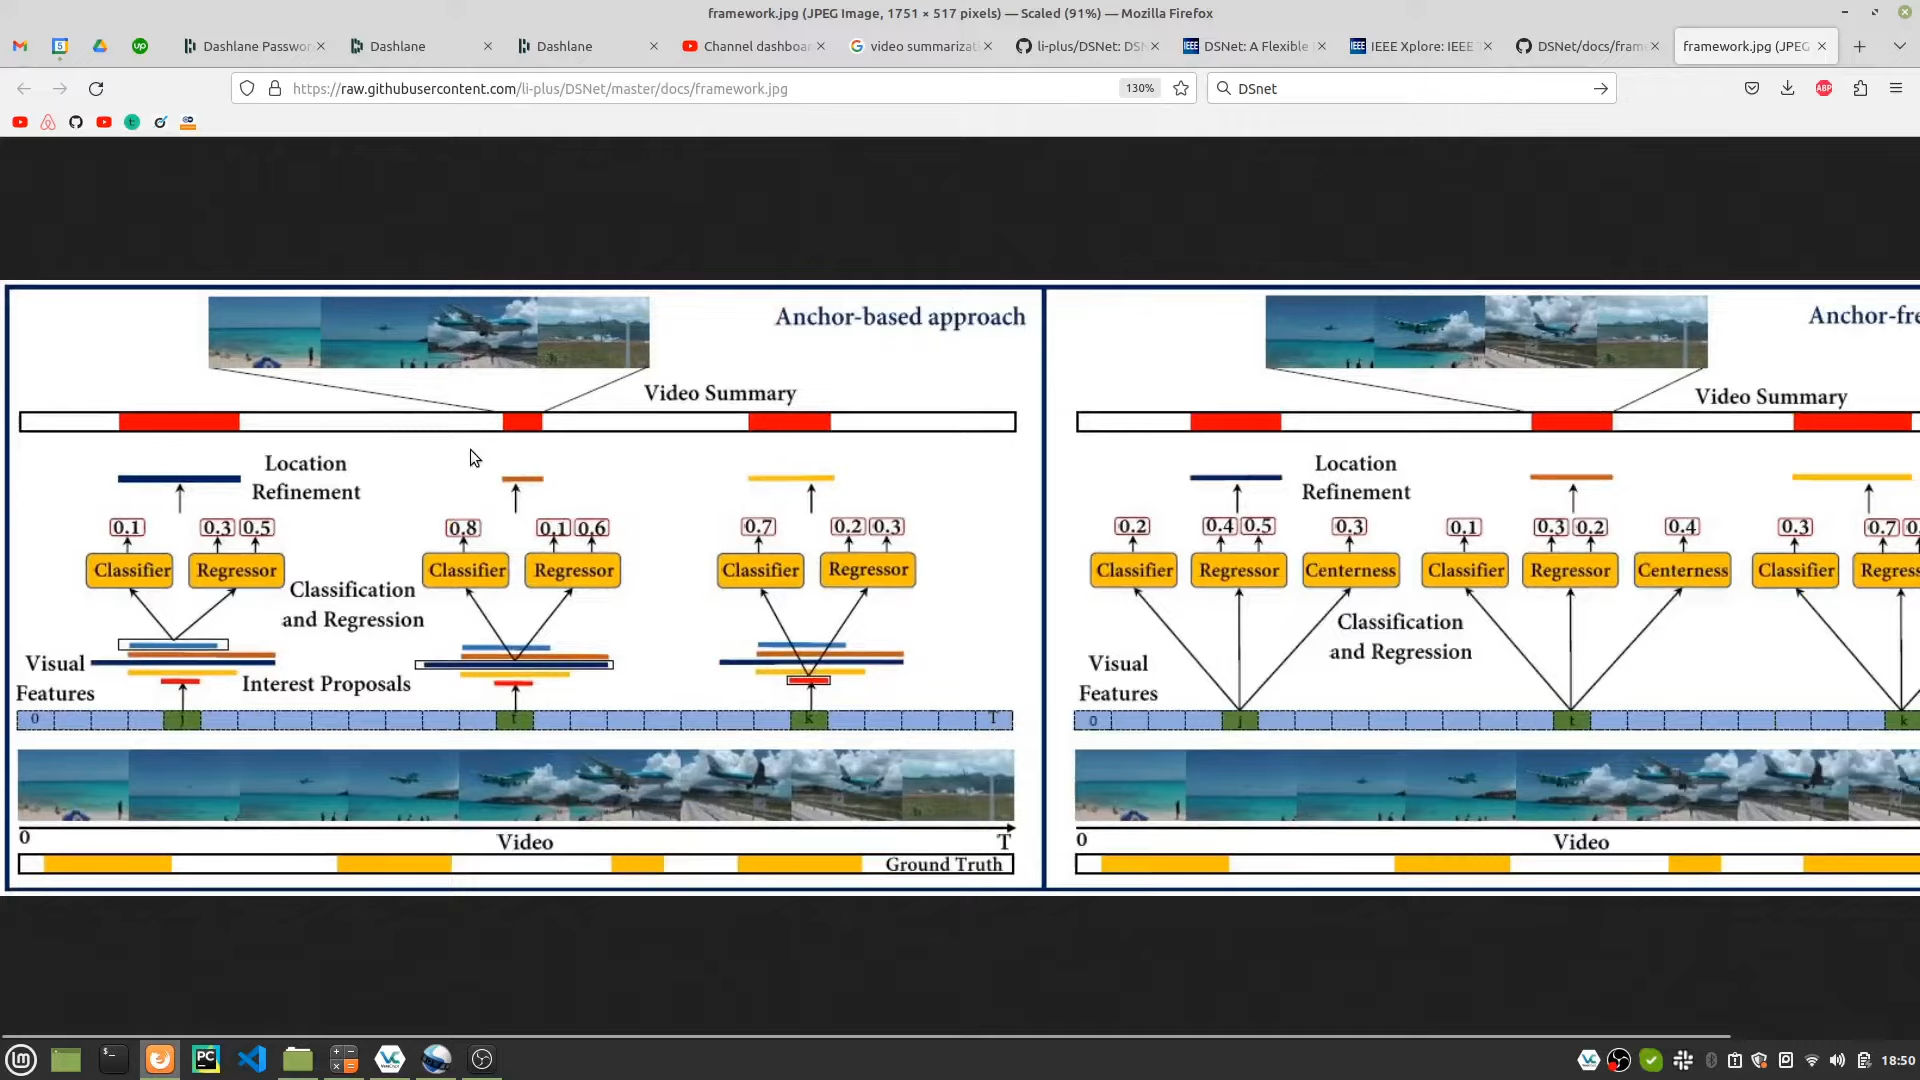 framework.jpg (JPEG Image, 1751 × 517 pixels) — Scaled (91%) — Mozilla Firefox
Dashlane Passwor
Dashlane
Dashlane
Channel dashboa
video summarizat
li-plus/DSNet: DSN
DSNet: A Flexible
IEEE Xplore: IEEE T
DSNet/docs/fram
framework.jpg (JPEG
https://raw.githubusercontent.com/li-plus/DSNet/master/docs/framework.jpg
130%
DSnet
Anchor-based approach
Video Summary
Location
Refinement
0.1 0.3 0.5 0.8 0.1 0.6 0.7 0.2 0.3
Classifier Regressor Classifier Regressor Classifier Regressor
Classification
and Regression
Visual
Features
Interest Proposals
0 j t k T
0 Video T
Ground Truth
Anchor-fre
Video Summary
Location
Refinement
0.2 0.4 0.5 0.3 0.1 0.3 0.2 0.4 0.3 0.7
Classifier Regressor Centerness Classifier Regressor Centerness Classifier Regress
Classification
and Regression
Visual
Features
0 j t k
0 Video
18:50